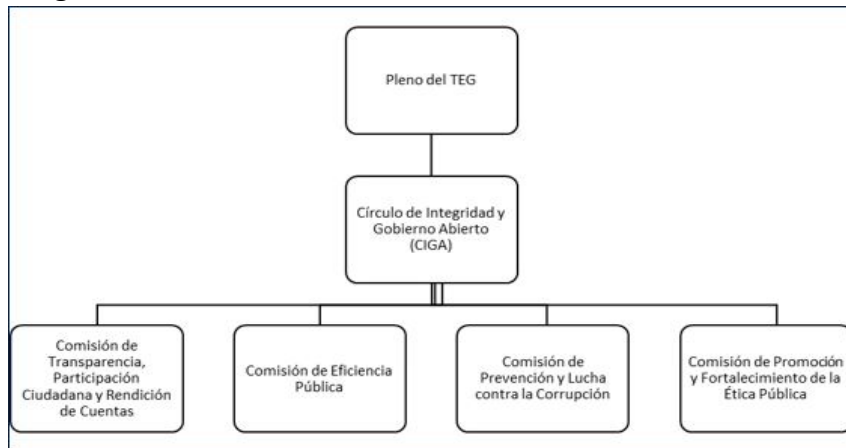 Pleno del TEG
Círculo de Integridad y
Gobierno Abierto
(CIGA)
Comisión de
Transparencia,
Participación
Ciudadana y Rendición
de Cuentas
Comisión de Eficiencia
Pública
Comisión de
Prevención y Lucha
contra la Corrupción
Comisión de Promoción
y Fortalecimiento de la
Ética Pública